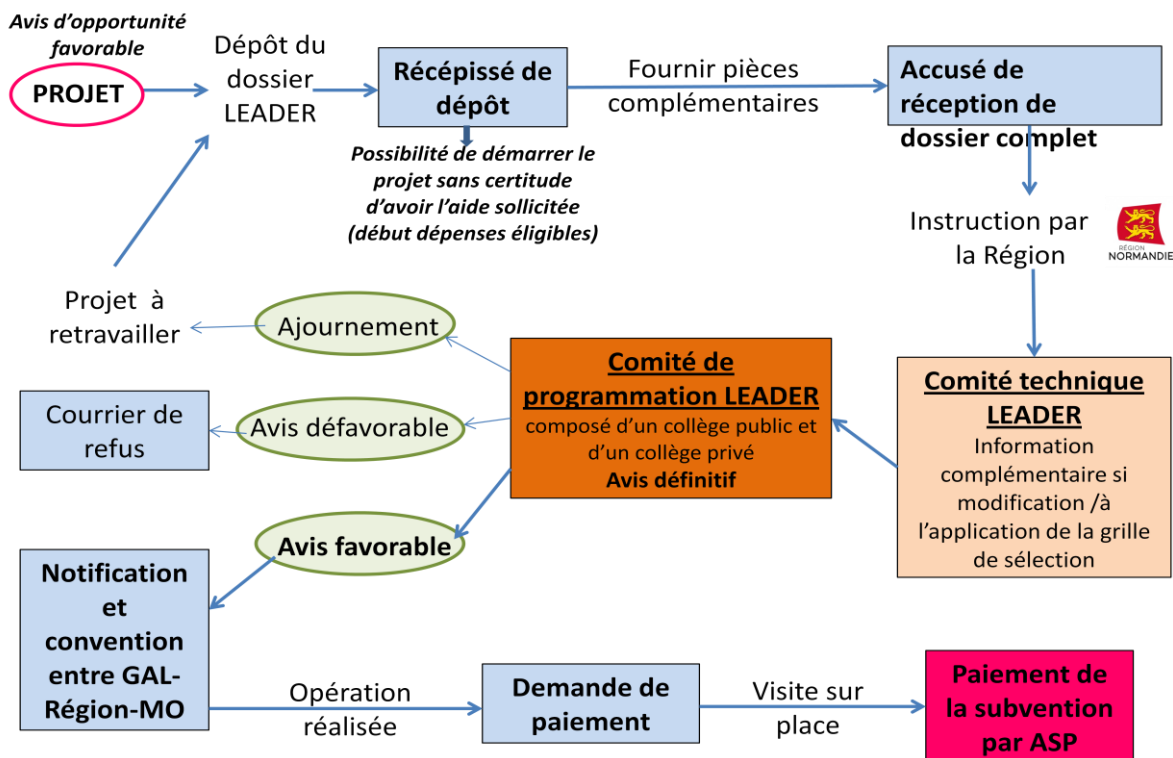 Avis d’opportunité
favorable
PROJET
Dépôt du
dossier
LEADER
Récépissé de
dépôt
Fournir pièces
complémentaires
Accusé de
réception de
dossier complet
Possibilité de démarrer le
projet sans certitude
d’avoir l’aide sollicitée
(début dépenses éligibles)
Instruction par
la Région
RÉGION
NORMANDIE
Projet à
retravailler
Ajournement
Comité de
programmation LEADER
composé d’un collège public et
d’un collège privé
Avis définitif
Comité technique
LEADER
Information
complémentaire si
modification /à
l’application de la grille
de sélection
Courrier de
refus
Avis défavorable
Avis favorable
Notification
et
convention
entre GAL-
Région-MO
Opération
réalisée
Demande de
paiement
Visite sur
place
Paiement de
la subvention
par ASP